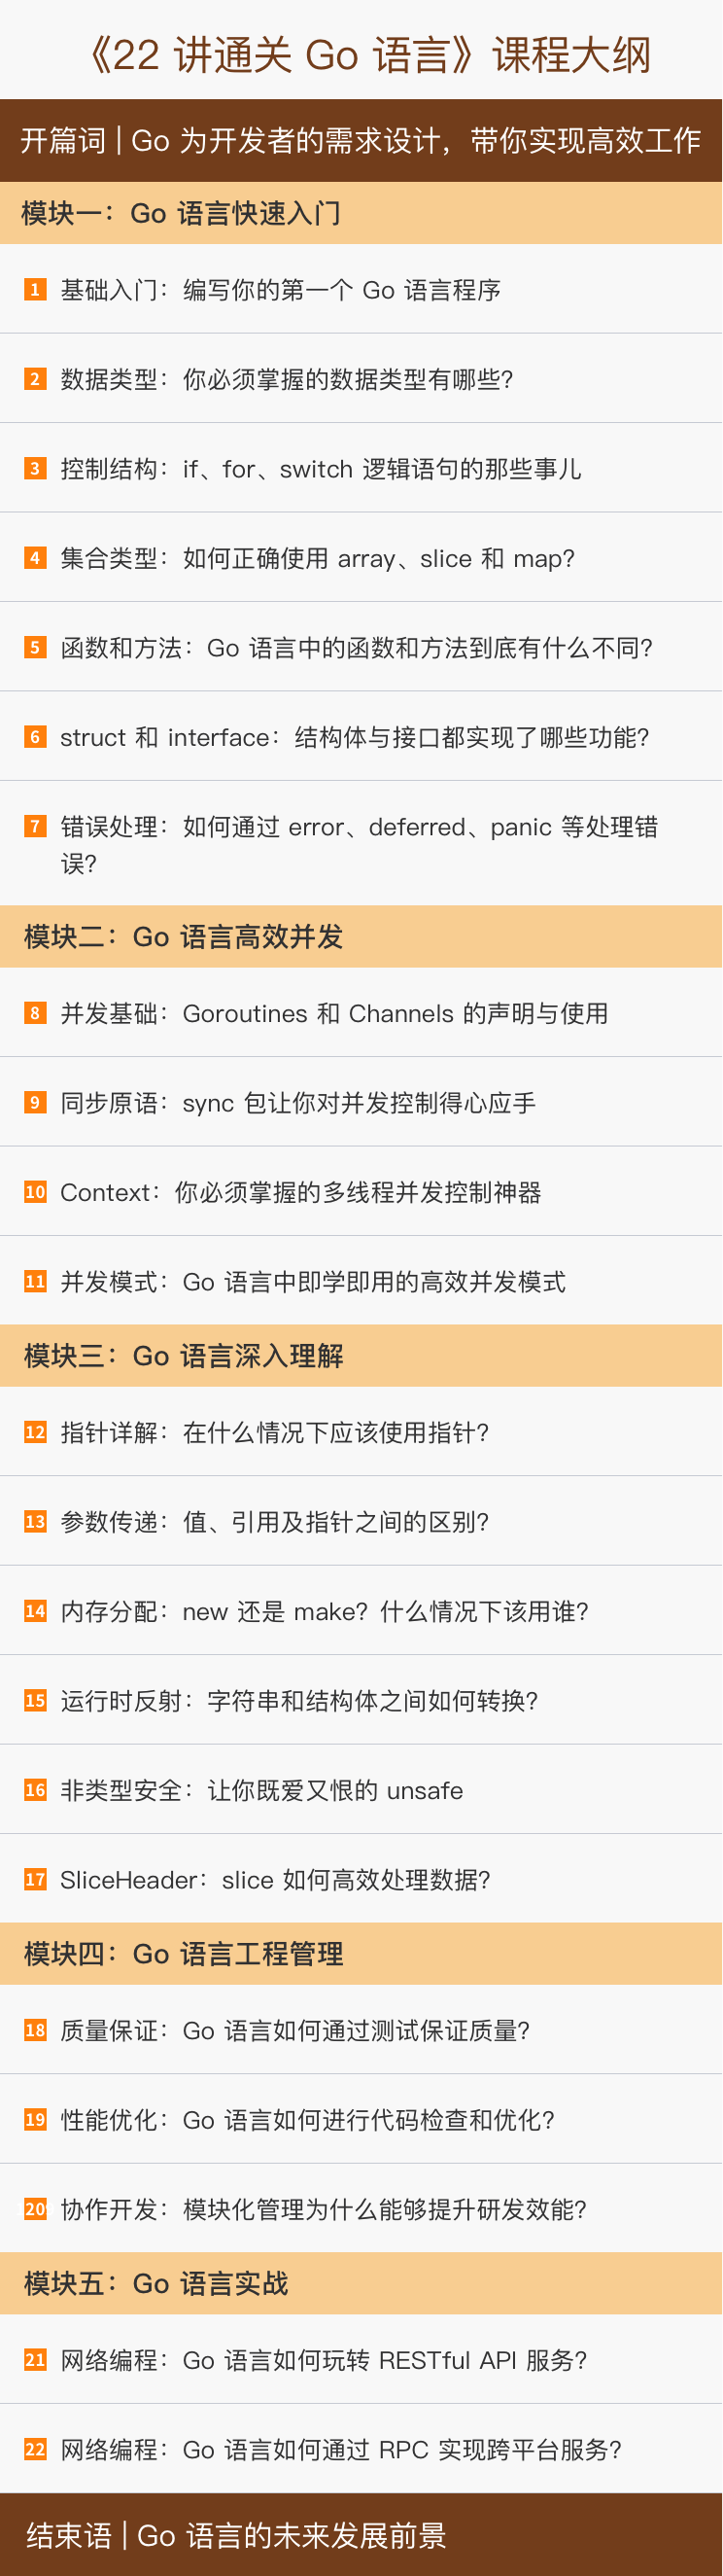 《22 讲通关 Go 语言》课程大纲
开篇词 | Go 为开发者的需求设计，带你实现高效工作
模块一：Go 语言快速入门
1 基础入门：编写你的第一个 Go 语言程序
2 数据类型：你必须掌握的数据类型有哪些？
3 控制结构：if、for、switch 逻辑语句的那些事儿
4 集合类型：如何正确使用 array、slice 和 map？
5 函数和方法：Go 语言中的函数和方法到底有什么不同？
6 struct 和 interface：结构体与接口都实现了哪些功能？
7 错误处理：如何通过 error、deferred、panic 等处理错
误？
模块二：Go 语言高效并发
8 并发基础：Goroutines 和 Channels 的声明与使用
9 同步原语：sync 包让你对并发控制得心应手
10 Context：你必须掌握的多线程并发控制神器
11 并发模式：Go 语言中即学即用的高效并发模式
模块三：Go 语言深入理解
12 指针详解：在什么情况下应该使用指针？
13 参数传递：值、引用及指针之间的区别？
14 内存分配：new 还是 make？什么情况下该用谁？
15 运行时反射：字符串和结构体之间如何转换？
16 非类型安全：让你既爱又恨的 unsafe
17 SliceHeader：slice 如何高效处理数据？
模块四：Go 语言工程管理
18 质量保证：Go 语言如何通过测试保证质量？
19 性能优化：Go 语言如何进行代码检查和优化？
20 协作开发：模块化管理为什么能够提升研发效能？
模块五：Go 语言实战
21 网络编程：Go 语言如何玩转 RESTful API 服务？
22 网络编程：Go 语言如何通过 RPC 实现跨平台服务？
结束语 | Go 语言的未来发展前景